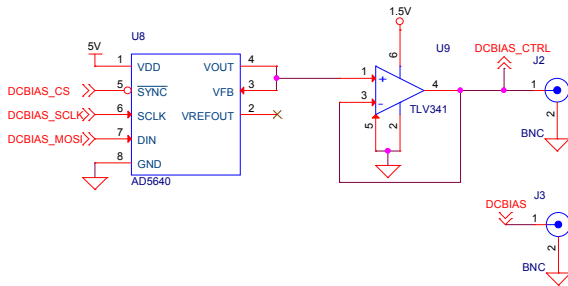 1.5V
U8
5V
U9
DCBIAS_CTRL
J2
1 VDD VOUT 4
6
DCBIAS_CS 5 SYNC VFB 3
1 + 4 1
DCBIAS_SCLK 6 SCLK VREFOUT 2
3 - TLV341
DCBIAS_MOSI 7 DIN
5 2 2
BNC
8 GND
AD5640
J3
DCBIAS
1
2
BNC